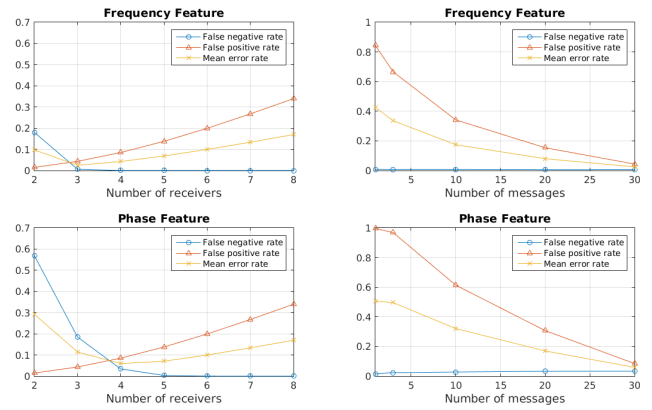 Frequency Feature
0.7
0.6
0.5
0.4
0.3
0.2
0.1
0
False negative rate
False positive rate
Mean error rate
2 3 4 5 6 7 8
Number of receivers
Frequency Feature
1
0.8
0.6
0.4
0.2
0
False negative rate
False positive rate
Mean error rate
5 10 15 20 25 30
Number of messages
Phase Feature
0.7
0.6
0.5
0.4
0.3
0.2
0.1
0
False negative rate
False positive rate
Mean error rate
2 3 4 5 6 7 8
Number of receivers
Phase Feature
1
0.8
0.6
0.4
0.2
0
False negative rate
False positive rate
Mean error rate
5 10 15 20 25 30
Number of messages